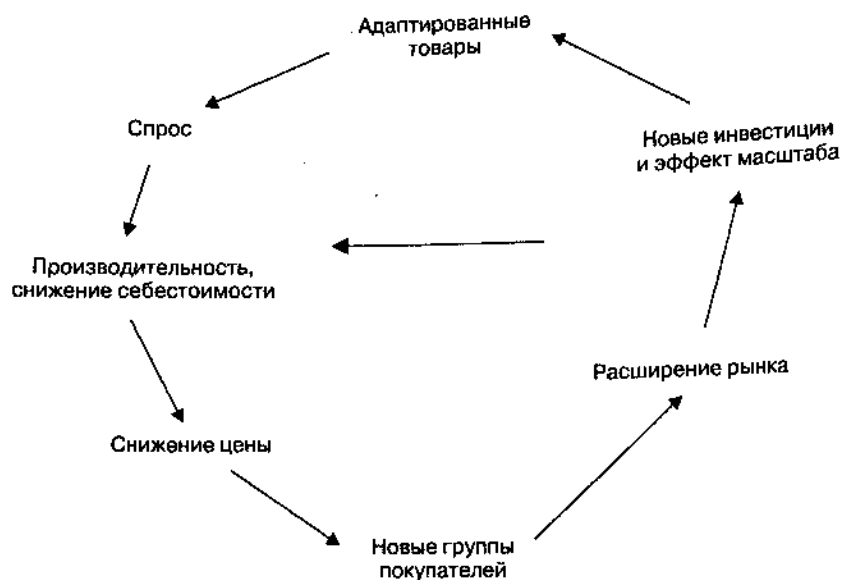 Адаптированные
товары
Спрос
Новые инвестиции
и эффект масштаба
Производительность,
снижение себестоимости
Расширение рынка
Снижение цены
Новые группы
покупателей